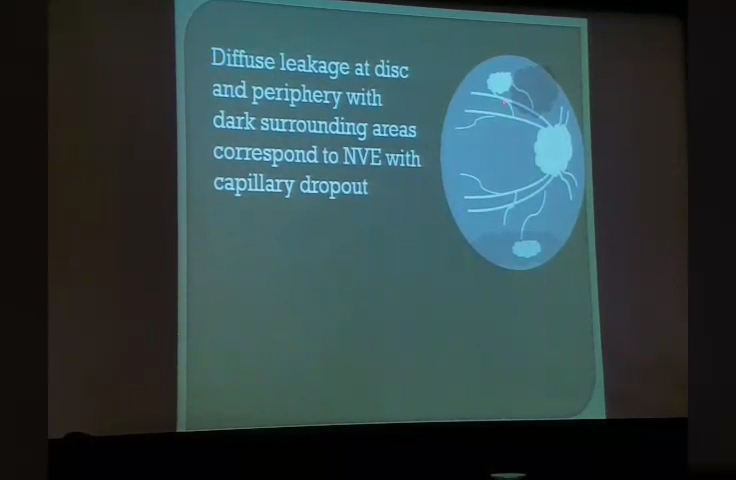 Diffuse leakage at disc
and periphery with
dark surrounding areas
correspond to NVE with
capillary dropout